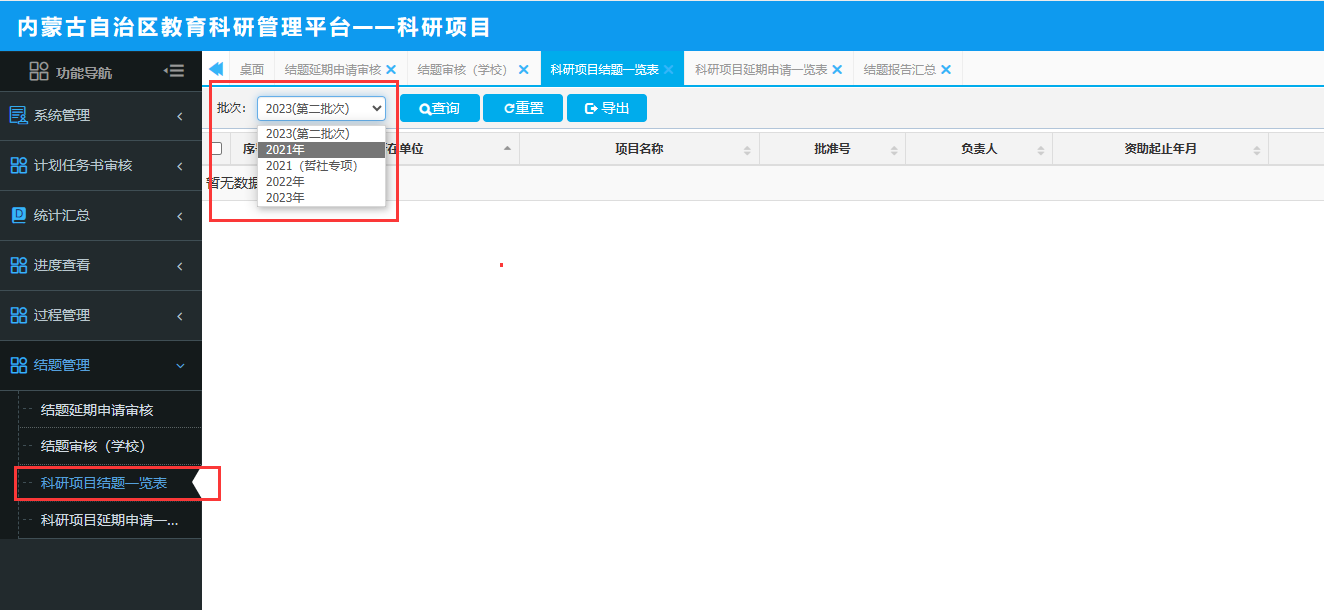 内蒙古自治区教育科研管理平台——科研项目
功能导航
桌面 结题延期申请审核 结题审核（学校） 科研项目结题一览表 科研项目延期申请一览表 结题报告汇总
批次： 2023(第二批次) 查询 重置 导出
2023(第二批次)
2021年
2021（哲社专项）
2022年
2023年
单位 项目名称 批准号 负责人 资助起止年月
暂无数据
系统管理
计划任务书审核
统计汇总
进度查看
过程管理
结题管理
结题延期申请审核
结题审核（学校）
科研项目结题一览表
科研项目延期申请一...